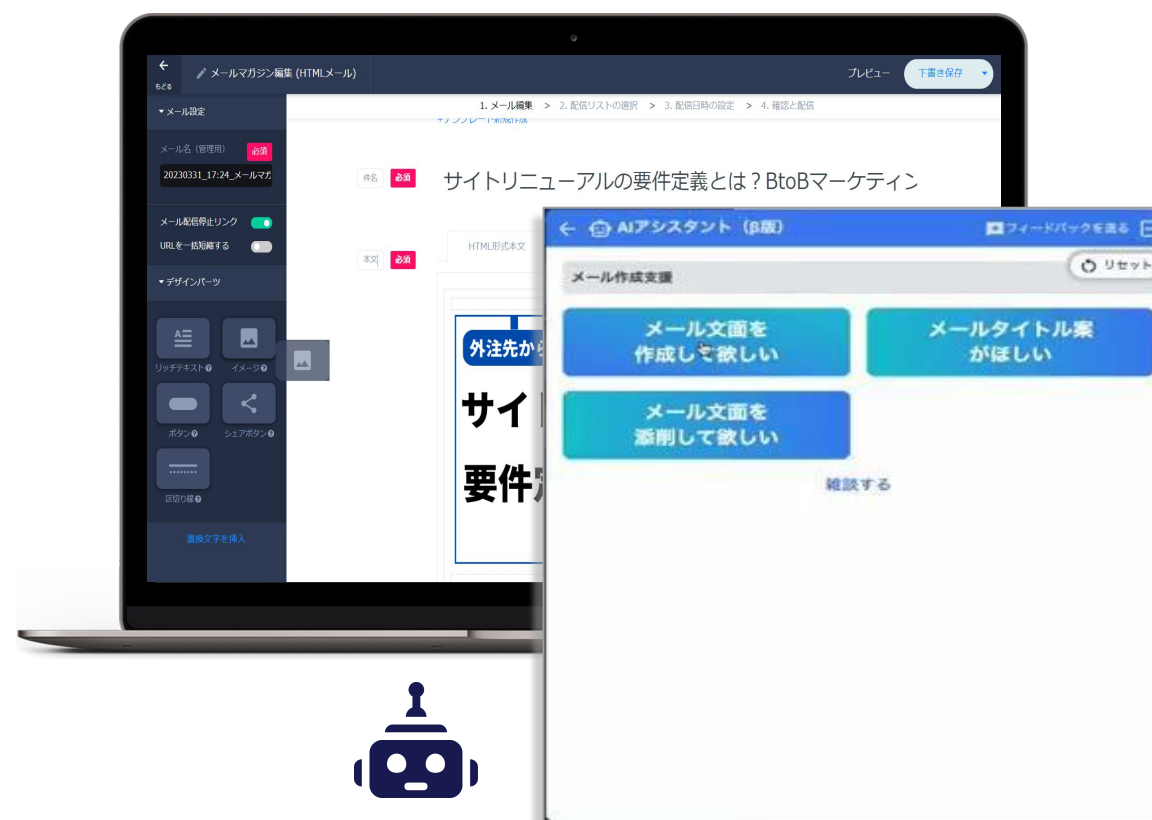 もどる
メールマガジン編集 (HTMLメール)
プレビュー
下書き保存
1. メール編集 > 2. 配信リストの選択 > 3. 配信日時の設定 > 4. 確認と配信
+テンプレート新規作成
メール設定
メール名（管理用） 必須
20230331_17:24_メールマガ
メール配信停止リンク
URLを一括短縮する
デザインパーツ
リッチテキスト
イメージ
ボタン
シェアボタン
区切り線
置換文字を挿入
件名 必須
サイトリニューアルの要件定義とは？BtoBマーケティン
本文 必須
HTML形式本文
外注先か
サイ
要件
AIアシスタント（β版）
フィードバックを送る
リセット
メール作成支援
メール文面を
作成して欲しい
メールタイトル案
がほしい
メール文面を
添削して欲しい
雑談する